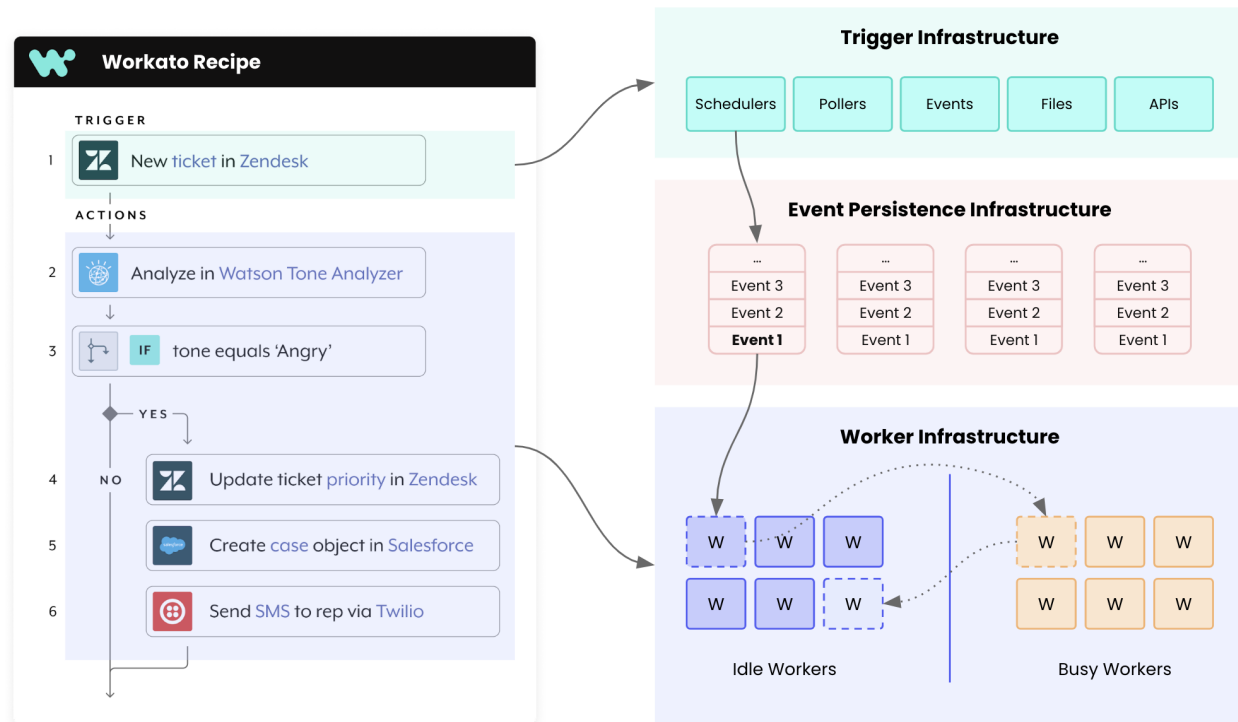 Workato Recipe
TRIGGER
1
New ticket in Zendesk
ACTIONS
2
Analyze in Watson Tone Analyzer
3
IF
tone equals ‘Angry’
YES
NO
4
Update ticket priority in Zendesk
5
salesforce
Create case object in Salesforce
6
Send SMS to rep via Twilio
Trigger Infrastructure
Schedulers
Pollers
Events
Files
APIs
Event Persistence Infrastructure
... ... ... ...
Event 3 Event 3 Event 3 Event 3
Event 2 Event 2 Event 2 Event 2
Event 1 Event 1 Event 1 Event 1
Worker Infrastructure
W W W W W W
W W W W W W
Idle Workers
Busy Workers